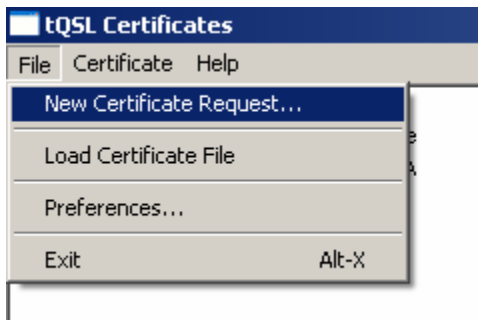 tQSL Certificates
File Certificate Help
New Certificate Request...
Load Certificate File
Preferences...
Exit Alt-X